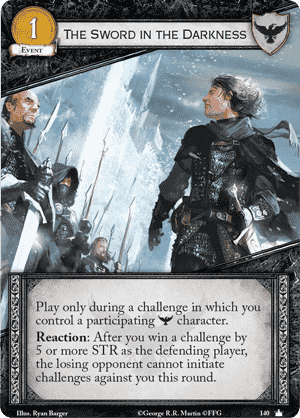 1
EVENT
THE SWORD IN THE DARKNESS
Play only during a challenge in which you
control a participating character.
Reaction: After you win a challenge by
5 or more STR as the defending player,
the losing opponent cannot initiate
challenges against you this round.
Illus. Ryan Barger
©George R.R. Martin ©FFG
140